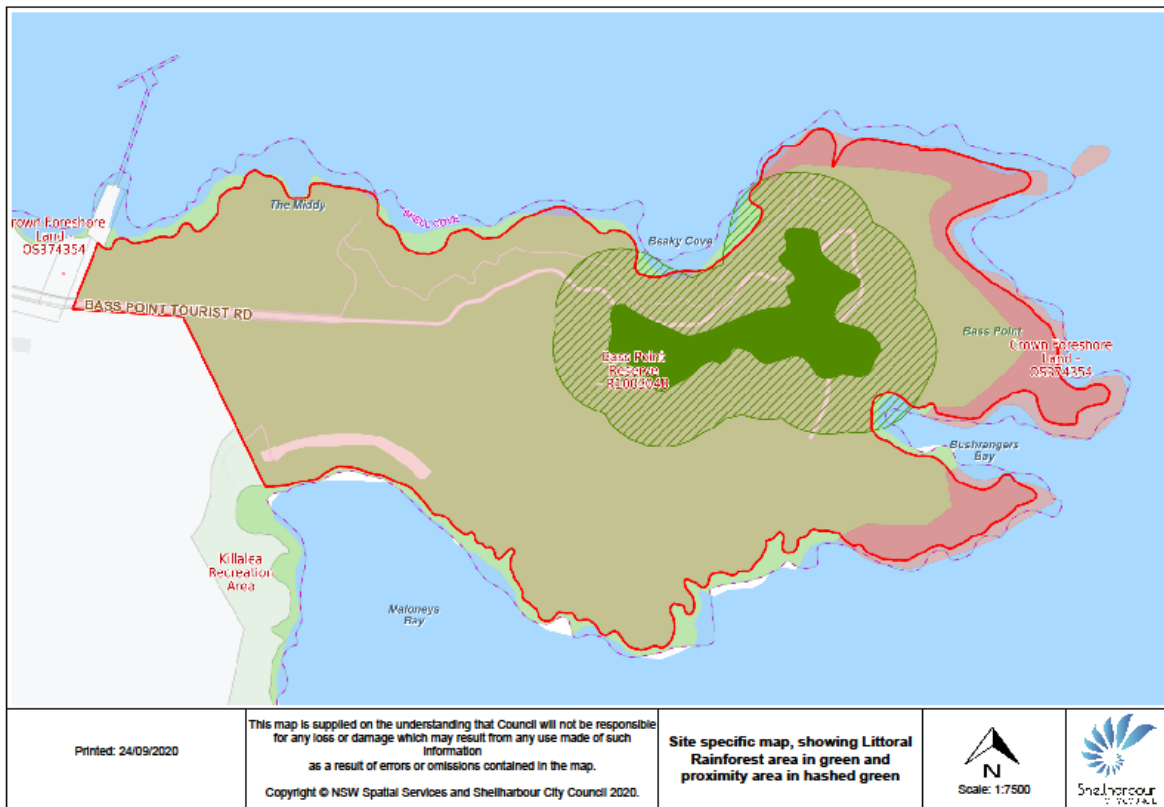 The Middy
SHELL COVE
Crown Foreshore
Land -
OS374354
Beaky Cove
BASS POINT TOURIST RD
Bass Point
Crown Foreshore
Land -
OS374354
Bass Point
Reserve
Bushrangers
Bay
Killalea
Recreation
Area
Maloneys
Bay
Printed: 24/09/2020
This map is supplied on the understanding that Council will not be responsible
for any loss or damage which may result from any use made of such
information
as a result of errors or omissions contained in the map.
Copyright © NSW Spatial Services and Shellharbour City Council 2020.
Site specific map, showing Littoral
Rainforest area in green and
proximity area in hashed green
N
Scale: 1:7500
Shellharbour